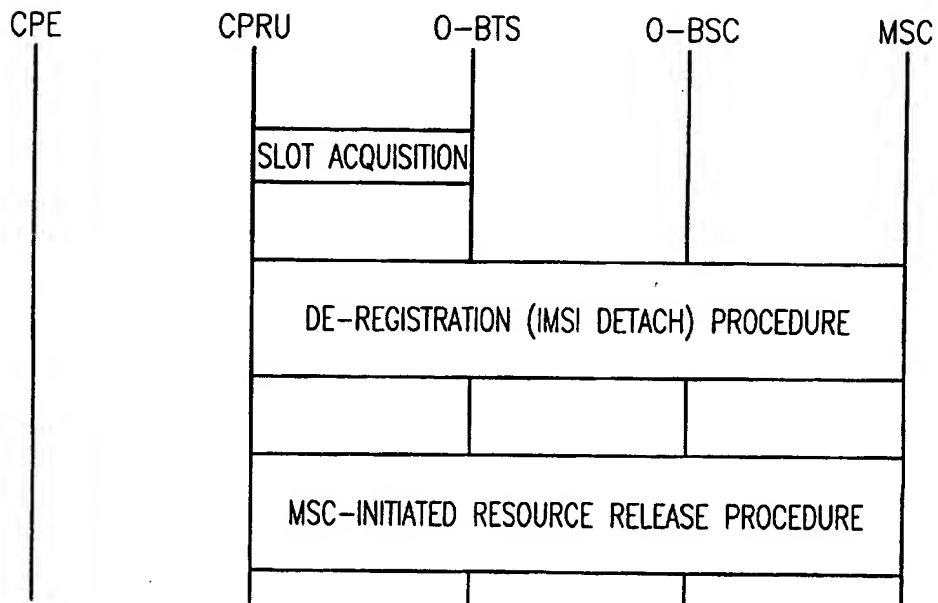 CPE CPRU O-BTS O-BSC MSC
SLOT ACQUISITION
DE-REGISTRATION (IMSI DETACH) PROCEDURE
MSC-INITIATED RESOURCE RELEASE PROCEDURE